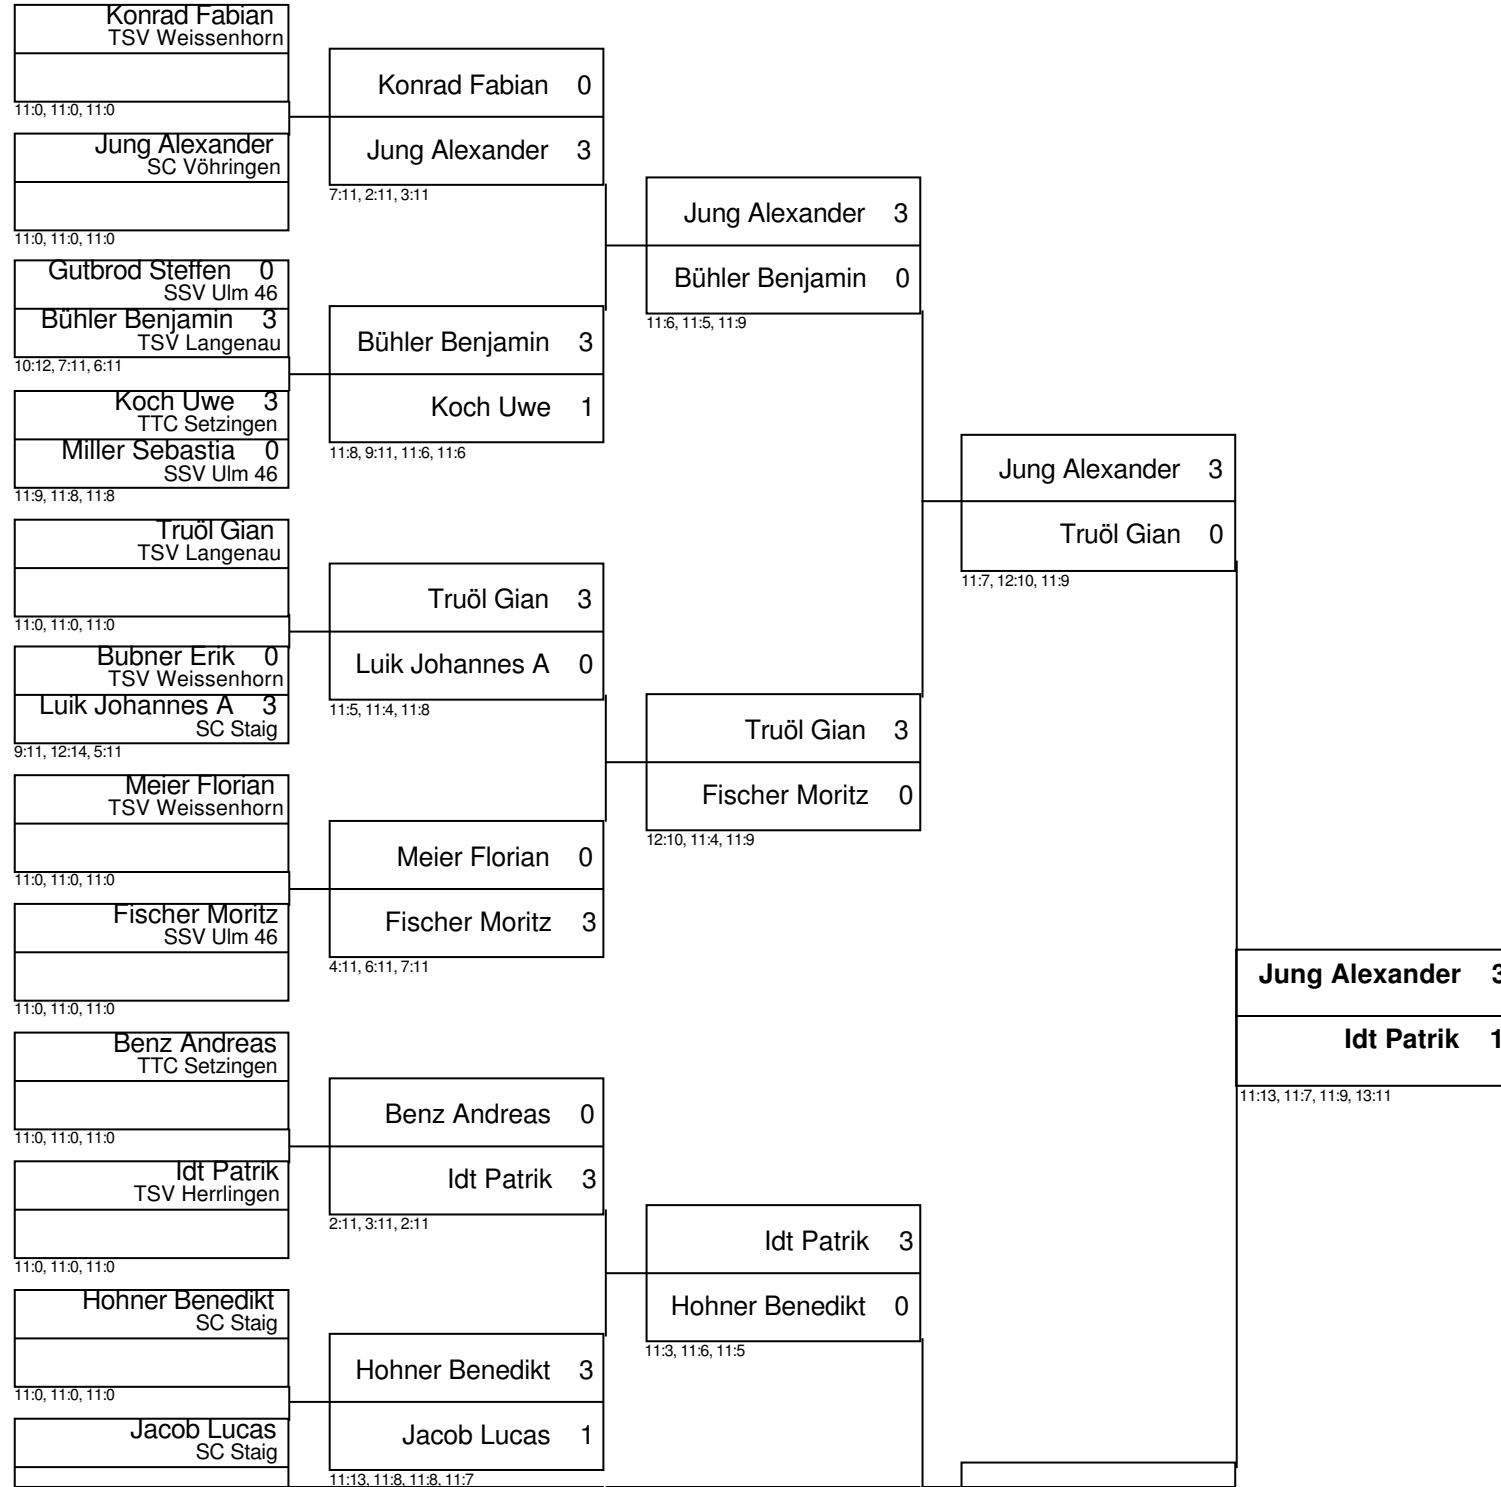 Konrad Fabian
TSV Weissenhorn
11:0, 11:0, 11:0
Jung Alexander
SC Vöhringen
11:0, 11:0, 11:0
Gutbrod Steffen 0
SSV Ulm 46
Bühler Benjamin 3
TSV Langenau
10:12, 7:11, 6:11
Koch Uwe 3
TTC Setzingen
Miller Sebastia 0
SSV Ulm 46
11:9, 11:8, 11:8
Truöl Gian
TSV Langenau
11:0, 11:0, 11:0
Bubner Erik 0
TSV Weissenhorn
Luik Johannes A 3
SC Staig
9:11, 12:14, 5:11
Meier Florian
TSV Weissenhorn
11:0, 11:0, 11:0
Fischer Moritz
SSV Ulm 46
11:0, 11:0, 11:0
Benz Andreas
TTC Setzingen
11:0, 11:0, 11:0
Idt Patrik
TSV Herrlingen
11:0, 11:0, 11:0
Hohner Benedikt
SC Staig
11:0, 11:0, 11:0
Jacob Lucas
SC Staig
Konrad Fabian 0
Jung Alexander 3
7:11, 2:11, 3:11
Bühler Benjamin 3
Koch Uwe 1
11:8, 9:11, 11:6, 11:6
Truöl Gian 3
Luik Johannes A 0
11:5, 11:4, 11:8
Meier Florian 0
Fischer Moritz 3
4:11, 6:11, 7:11
Benz Andreas 0
Idt Patrik 3
2:11, 3:11, 2:11
Hohner Benedikt 3
Jacob Lucas 1
11:13, 11:8, 11:8, 11:7
Jung Alexander 3
Bühler Benjamin 0
11:6, 11:5, 11:9
Truöl Gian 3
Fischer Moritz 0
12:10, 11:4, 11:9
Idt Patrik 3
Hohner Benedikt 0
11:3, 11:6, 11:5
Jung Alexander 3
Truöl Gian 0
11:7, 12:10, 11:9
Jung Alexander 3
Idt Patrik 1
11:13, 11:7, 11:9, 13:11